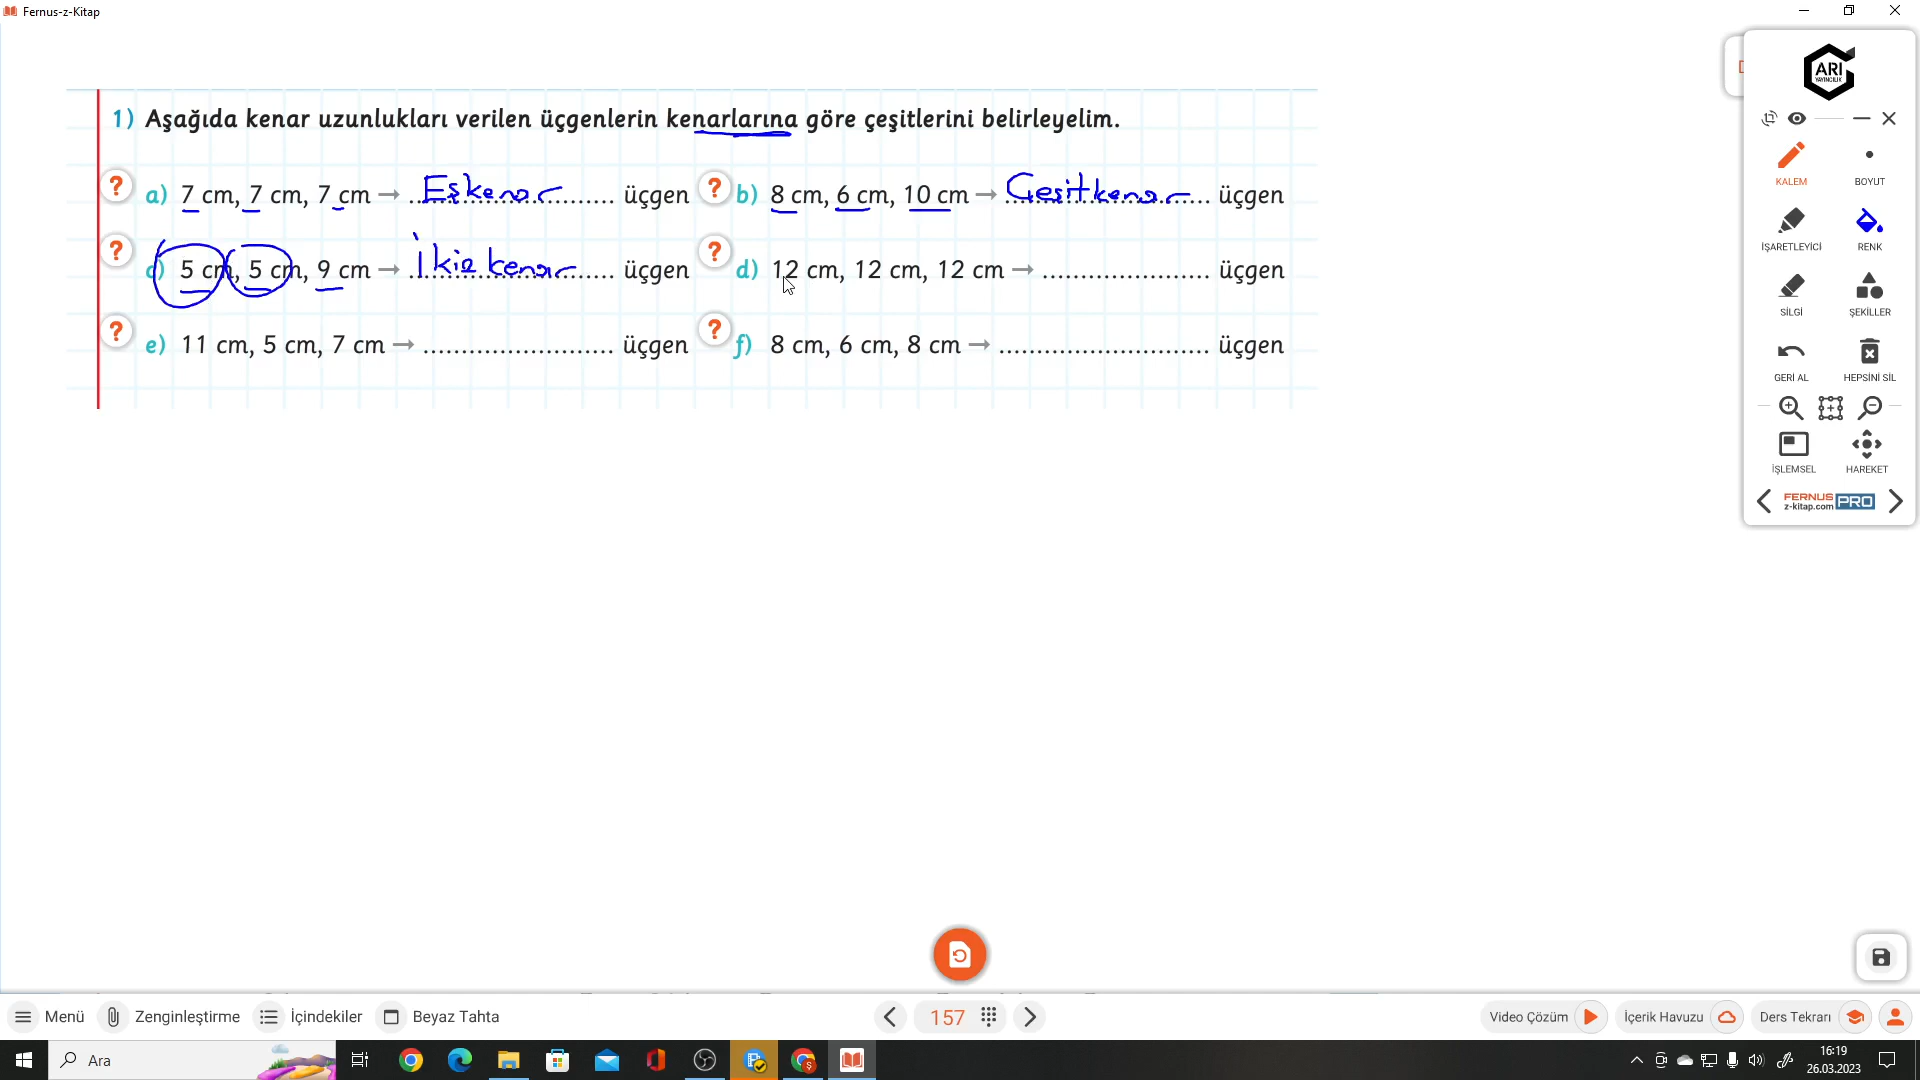 Fernus-z-Kitap
ARI
YAYINCILIK
1) Aşağıda kenar uzunlukları verilen üçgenlerin kenarlarına göre çeşitlerini belirleyelim.
? a) 7 cm, 7 cm, 7 cm → Eşkenar üçgen ? b) 8 cm, 6 cm, 10 cm → Çeşitkenar üçgen
? c) 5 cm, 5 cm, 9 cm → İkiz kenar üçgen ? d) 12 cm, 12 cm, 12 cm → ........................ üçgen
? e) 11 cm, 5 cm, 7 cm → ........................... üçgen ? f) 8 cm, 6 cm, 8 cm → .............................. üçgen
KALEM BOYUT
İŞARETLEYİCİ RENK
SİLGİ ŞEKİLLER
GERİ AL HEPSİNİ SİL
İŞLEMSEL HAREKET
FERNUS PRO
z-kitap.com
Menü Zenginleştirme İçindekiler Beyaz Tahta 157 Video Çözüm İçerik Havuzu Ders Tekrarı
Ara
16:19
26.03.2023